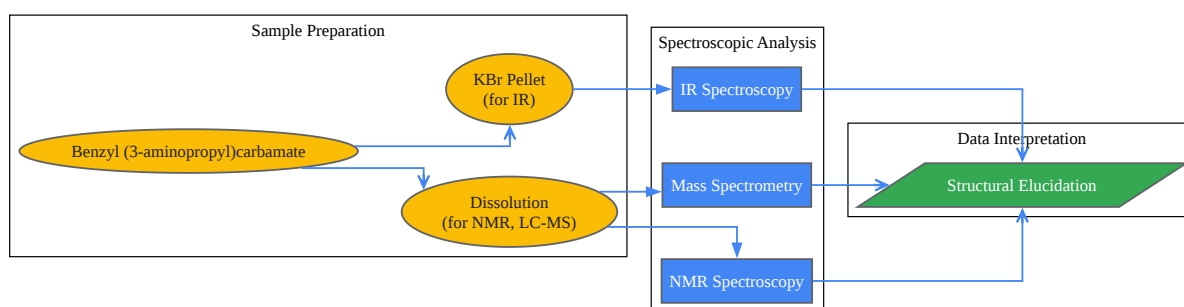 Sample Preparation
Benzyl (3-aminopropyl)carbamate
KBr Pellet
(for IR)
Dissolution
(for NMR, LC-MS)
Spectroscopic Analysis
IR Spectroscopy
Mass Spectrometry
NMR Spectroscopy
Data Interpretation
Structural Elucidation